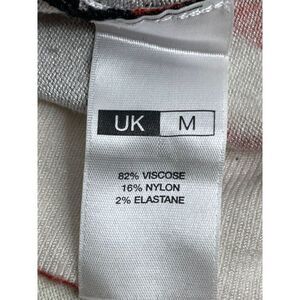 UK M
82% VISCOSE
16% NYLON
2% ELASTANE